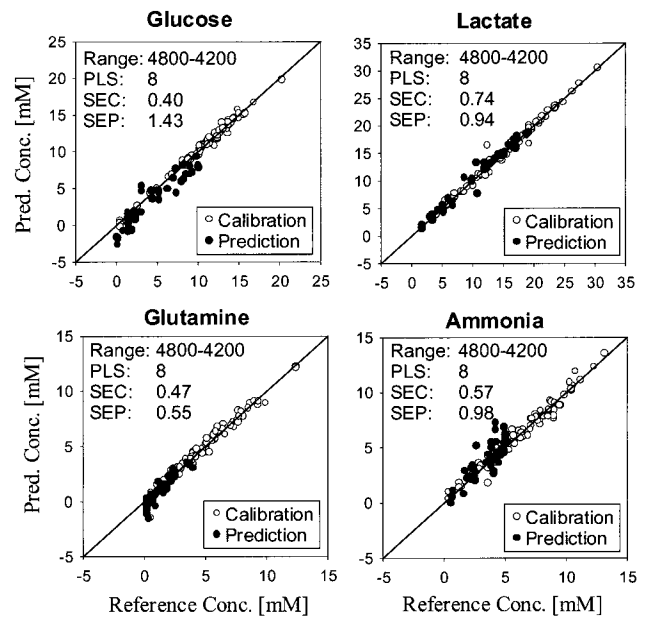 Glucose
25
20
15
10
5
0
-5
Range: 4800-4200
PLS: 8
SEC: 0.40
SEP: 1.43
Calibration
Prediction
-5 0 5 10 15 20 25
Pred. Conc. [mM]
Lactate
35
30
25
20
15
10
5
0
-5
Range: 4800-4200
PLS: 8
SEC: 0.74
SEP: 0.94
Calibration
Prediction
-5 0 5 10 15 20 25 30 35
Glutamine
15
10
5
0
-5
Range: 4800-4200
PLS: 8
SEC: 0.47
SEP: 0.55
Calibration
Prediction
-5 0 5 10 15
Pred. Conc. [mM]
Reference Conc. [mM]
Ammonia
15
10
5
0
-5
Range: 4800-4200
PLS: 8
SEC: 0.57
SEP: 0.98
Calibration
Prediction
-5 0 5 10 15
Reference Conc. [mM]